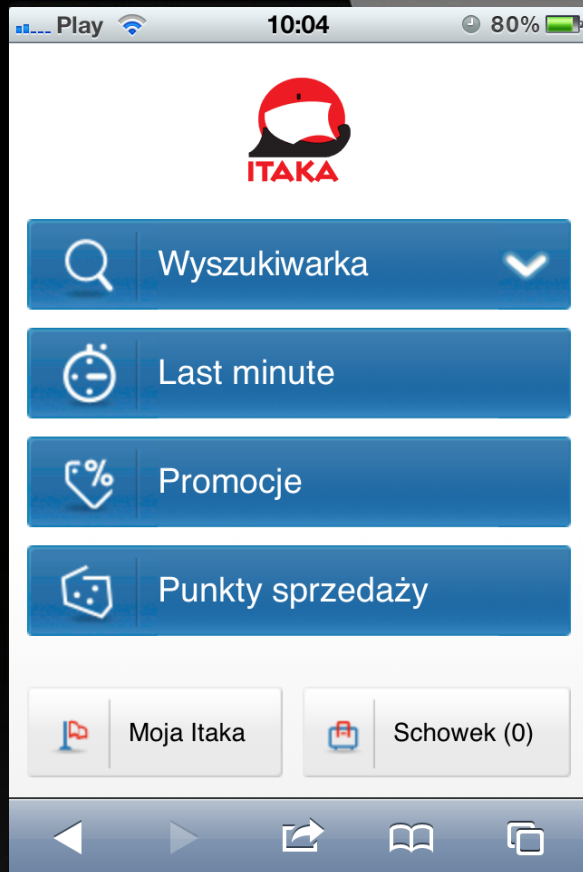 Play 10:04 80%
ITAKA
Wyszukiwarka
Last minute
Promocje
Punkty sprzedaży
Moja Itaka Schowek (0)